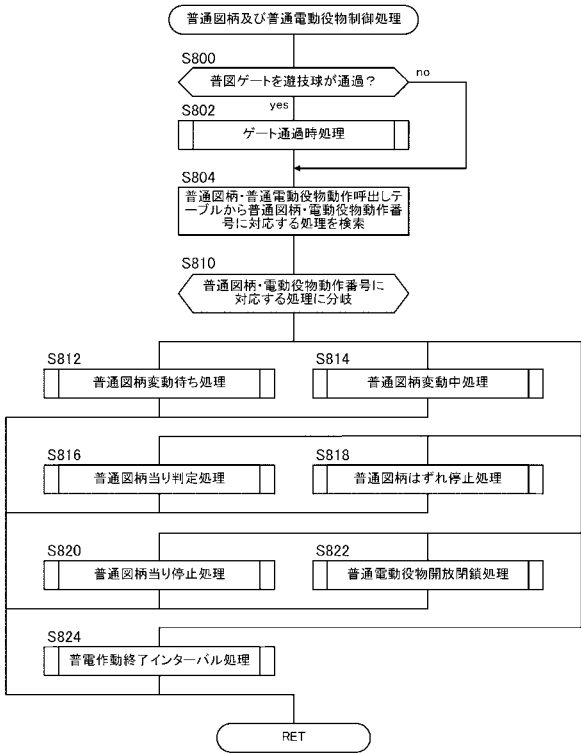 普通図柄及び普通電動役物制御処理
S800
普図ゲートを遊技球が通過？
no
yes
S802
ゲート通過時処理
S804
普通図柄・普通電動役物動作呼出しテ
ーブルから普通図柄・電動役物動作番
号に対応する処理を検索
S810
普通図柄・電動役物動作番号に
対応する処理に分岐
S812
普通図柄変動待ち処理
S814
普通図柄変動中処理
S816
普通図柄当り判定処理
S818
普通図柄はずれ停止処理
S820
普通図柄当り停止処理
S822
普通電動役物開放閉鎖処理
S824
普電作動終了インターバル処理
RET